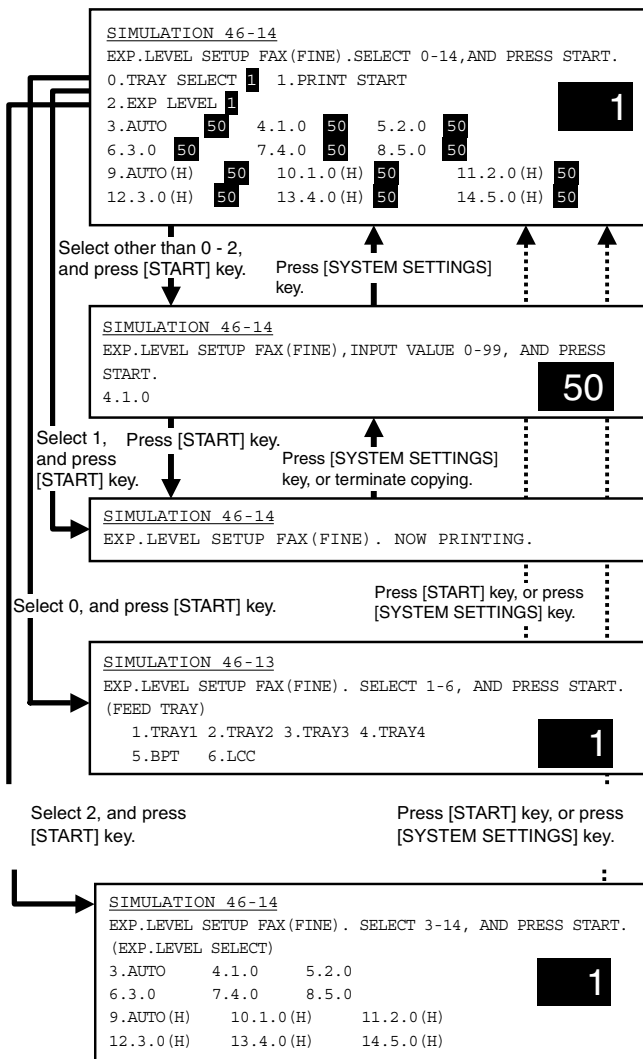 SIMULATION 46-14
EXP.LEVEL SETUP FAX(FINE).SELECT 0-14,AND PRESS START.
0.TRAY SELECT 1 1.PRINT START
2.EXP LEVEL 1
1
3.AUTO 50 4.1.0 50 5.2.0 50
6.3.0 50 7.4.0 50 8.5.0 50
9.AUTO(H) 50 10.1.0(H) 50 11.2.0(H) 50
12.3.0(H) 50 13.4.0(H) 50 14.5.0(H) 50
Select other than 0 - 2,
and press [START] key.
Press [SYSTEM SETTINGS]
key.
SIMULATION 46-14
EXP.LEVEL SETUP FAX(FINE),INPUT VALUE 0-99, AND PRESS
START.
4.1.0
50
Select 1,
and press
[START] key.
Press [START] key.
Press [SYSTEM SETTINGS]
key, or terminate copying.
SIMULATION 46-14
EXP.LEVEL SETUP FAX(FINE). NOW PRINTING.
Select 0, and press [START] key.
Press [START] key, or press
[SYSTEM SETTINGS] key.
SIMULATION 46-13
EXP.LEVEL SETUP FAX(FINE). SELECT 1-6, AND PRESS START.
(FEED TRAY)
1.TRAY1 2.TRAY2 3.TRAY3 4.TRAY4
5.BPT 6.LCC
1
Select 2, and press
[START] key.
Press [START] key, or press
[SYSTEM SETTINGS] key.
SIMULATION 46-14
EXP.LEVEL SETUP FAX(FINE). SELECT 3-14, AND PRESS START.
(EXP.LEVEL SELECT)
3.AUTO 4.1.0 5.2.0
6.3.0 7.4.0 8.5.0
1
9.AUTO(H) 10.1.0(H) 11.2.0(H)
12.3.0(H) 13.4.0(H) 14.5.0(H)